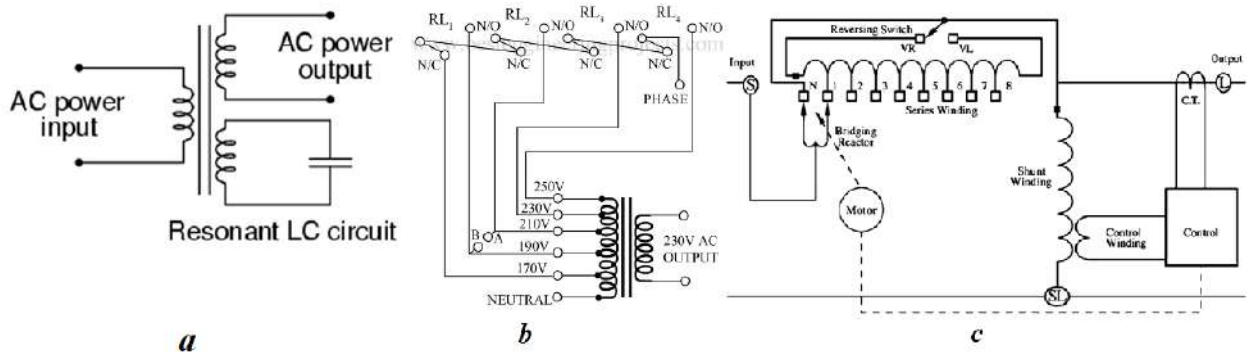 AC power
input
AC power
output
Resonant LC circuit
a
RL1 N/O RL2 N/O RL3 N/O RL4 N/O
N/C N/C N/C N/C
PHASE
250V
230V
210V
B A
190V
170V
NEUTRAL
230V AC
OUTPUT
b
Reversing Switch
VR VL
Input
S
N 1 2 3 4 5 6 7 8
Series Winding
Bridging
Reactor
Motor
Output
L
C.T.
Shunt
Winding
Control
Winding
Control
SL
c